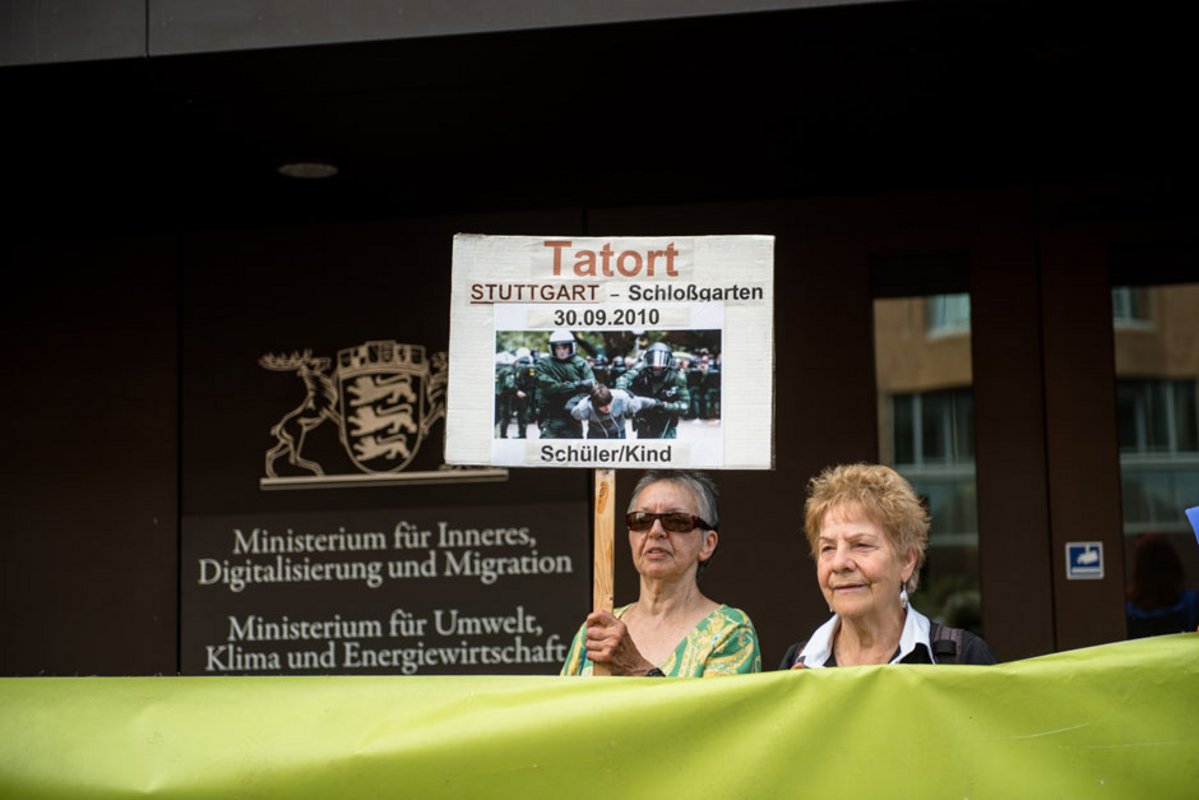 Tatort
STUTTGART – Schloßgarten
30.09.2010
Schüler/Kind
Ministerium für Inneres,
Digitalisierung und Migration
Ministerium für Umwelt,
Klima und Energiewirtschaft